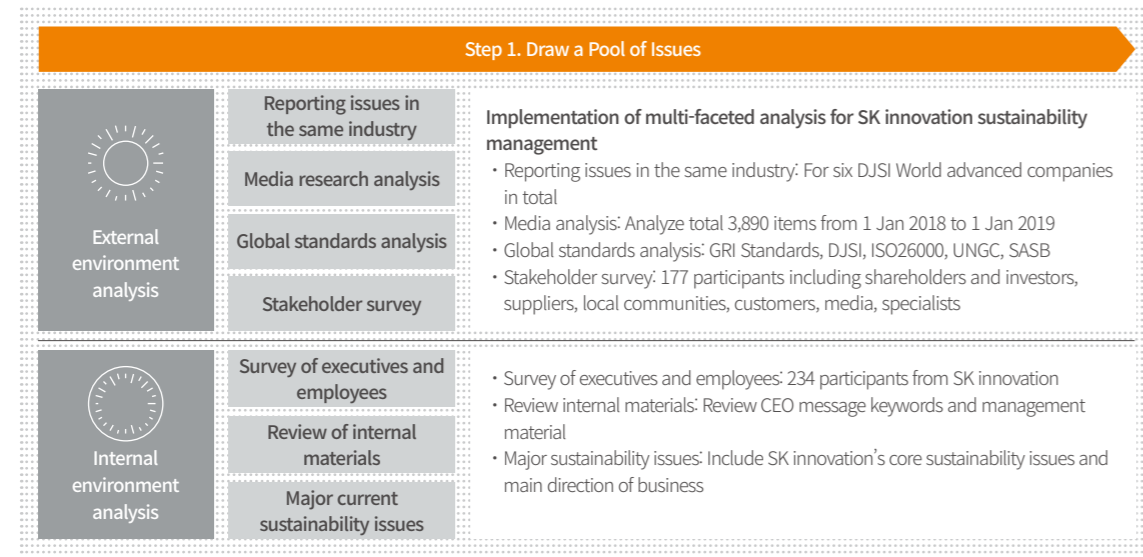 Step 1. Draw a Pool of Issues
External
environment
analysis
Reporting issues in
the same industry
Media research analysis
Global standards analysis
Stakeholder survey
Implementation of multi-faceted analysis for SK innovation sustainability
management
・Reporting issues in the same industry: For six DJSI World advanced companies
in total
・Media analysis: Analyze total 3,890 items from 1 Jan 2018 to 1 Jan 2019
・Global standards analysis: GRI Standards, DJSI, ISO26000, UNGC, SASB
・Stakeholder survey: 177 participants including shareholders and investors,
suppliers, local communities, customers, media, specialists
Internal
environment
analysis
Survey of executives and
employees
Review of internal
materials
Major current
sustainability issues
・Survey of executives and employees: 234 participants from SK innovation
・Review internal materials: Review CEO message keywords and management
material
・Major sustainability issues: Include SK innovation's core sustainability issues and
main direction of business